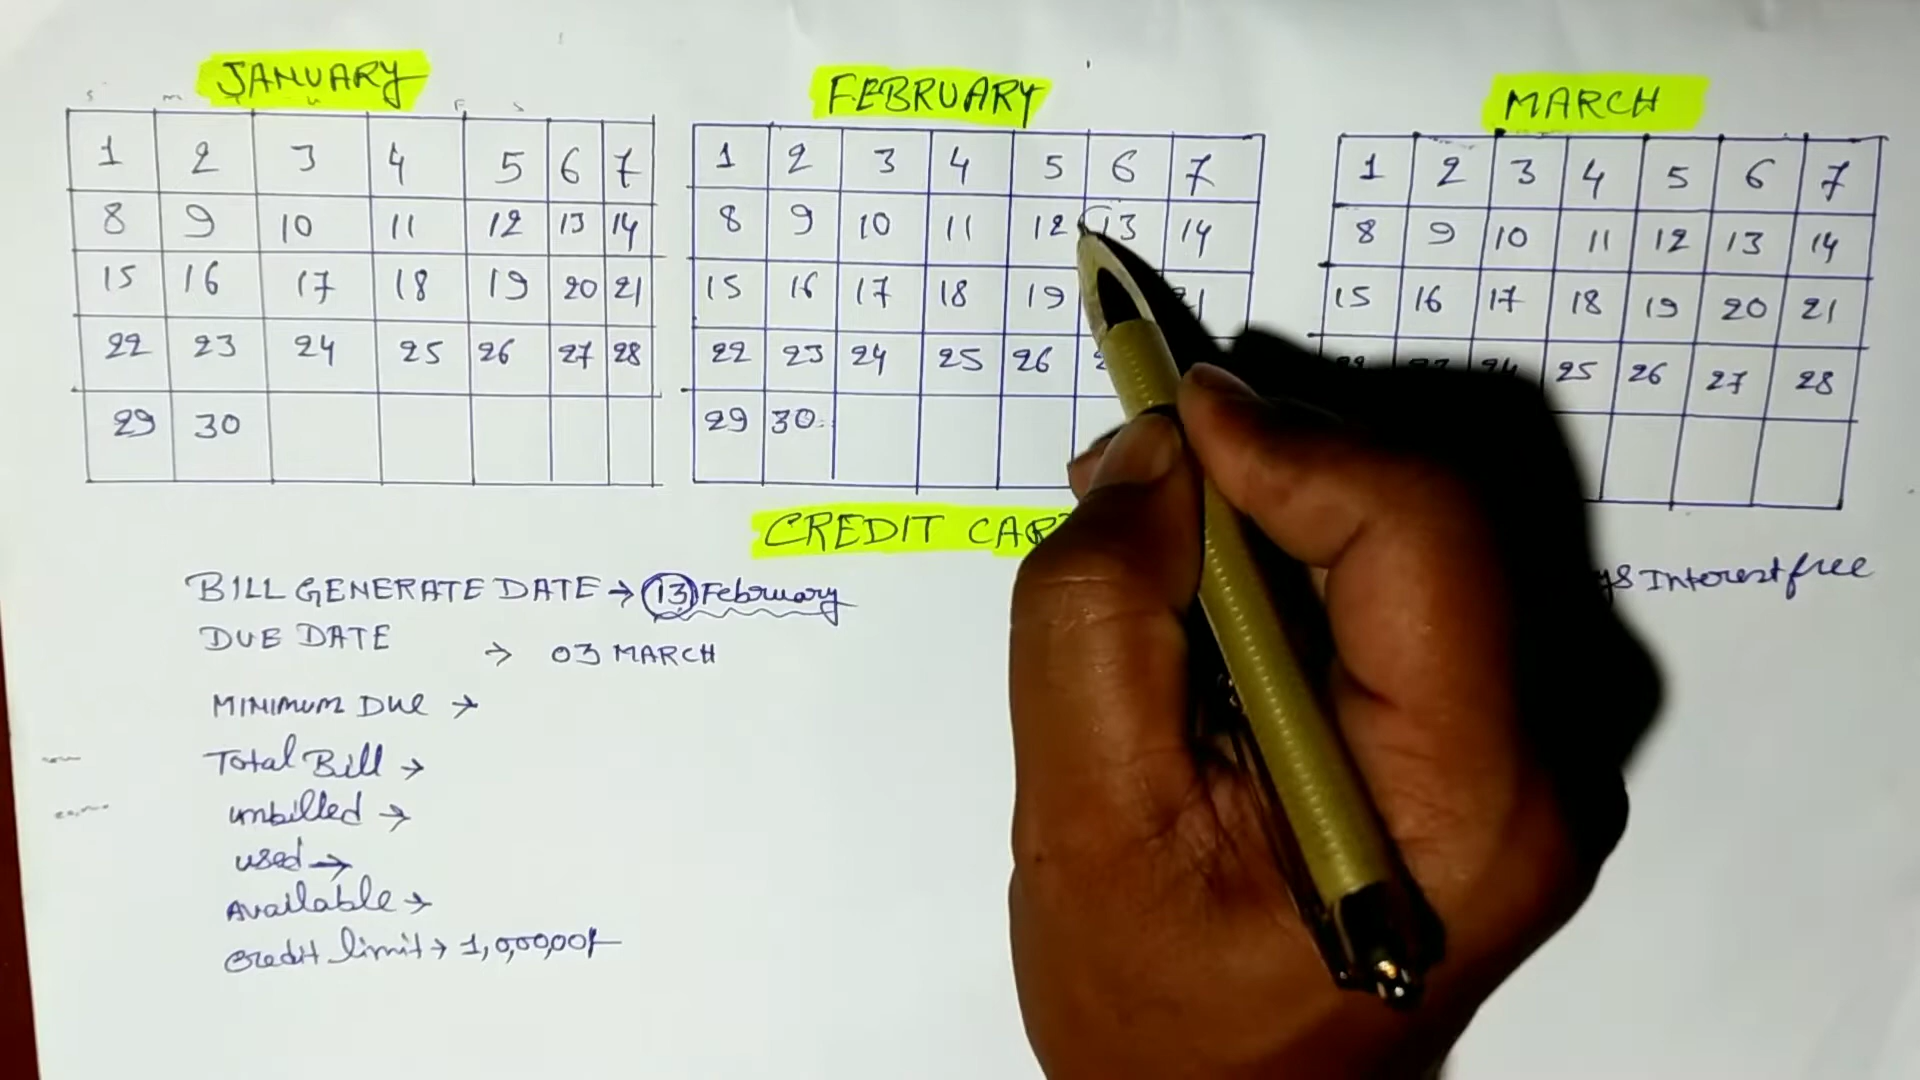 JANUARY
FEBRUARY
MARCH
1 2 3 4 5 6 7
8 9 10 11 12 13 14
15 16 17 18 19 20 21
22 23 24 25 26 27 28
29 30
1 2 3 4 5 6 7
8 9 10 11 12 13 14
15 16 17 18 19 21
22 23 24 25 26
29 30
1 2 3 4 5 6 7
8 9 10 11 12 13 14
15 16 17 18 19 20 21
25 26 27 28
CREDIT
Interest free
BILL GENERATE DATE → 13 February
DUE DATE → 03 MARCH
MINIMUM DUE →
Total Bill →
unbilled →
used →
Available →
Credit limit →